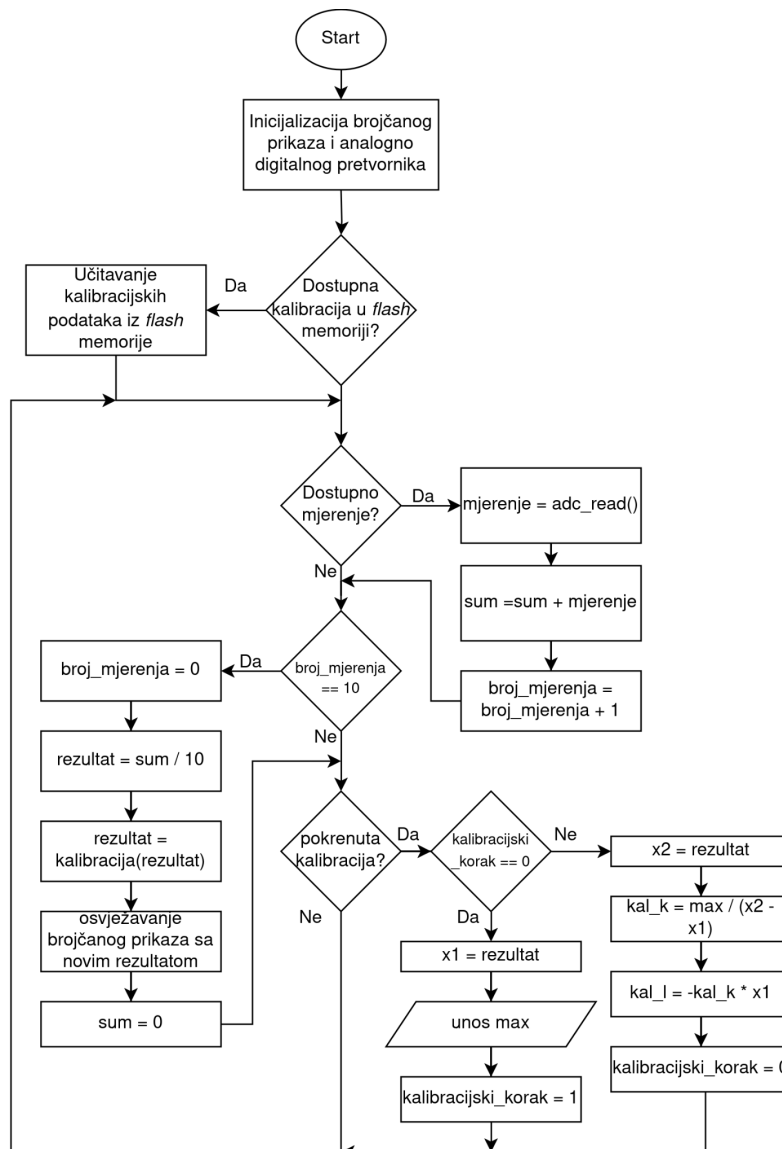 Start
Inicijalizacija brojčanog
prikaza i analogno
digitalnog pretvornika
Dostupna
kalibracija u flash
memoriji?
Da
Učitavanje
kalibracijskih
podataka iz flash
memorije
Dostupno
mjerenje?
Da
mjerenje = adc_read()
sum =sum + mjerenje
broj_mjerenja =
broj_mjerenja + 1
Ne
broj_mjerenja
== 10
Da
broj_mjerenja = 0
rezultat = sum / 10
rezultat =
kalibracija(rezultat)
osvježavanje
brojčanog prikaza sa
novim rezultatom
sum = 0
Ne
pokrenuta
kalibracija?
Da
kalibracijski
_korak == 0
Ne
x2 = rezultat
kal_k = max / (x2 -
x1)
kal_l = -kal_k * x1
kalibracijski_korak = 0
Da
x1 = rezultat
unos max
kalibracijski_korak = 1
Ne